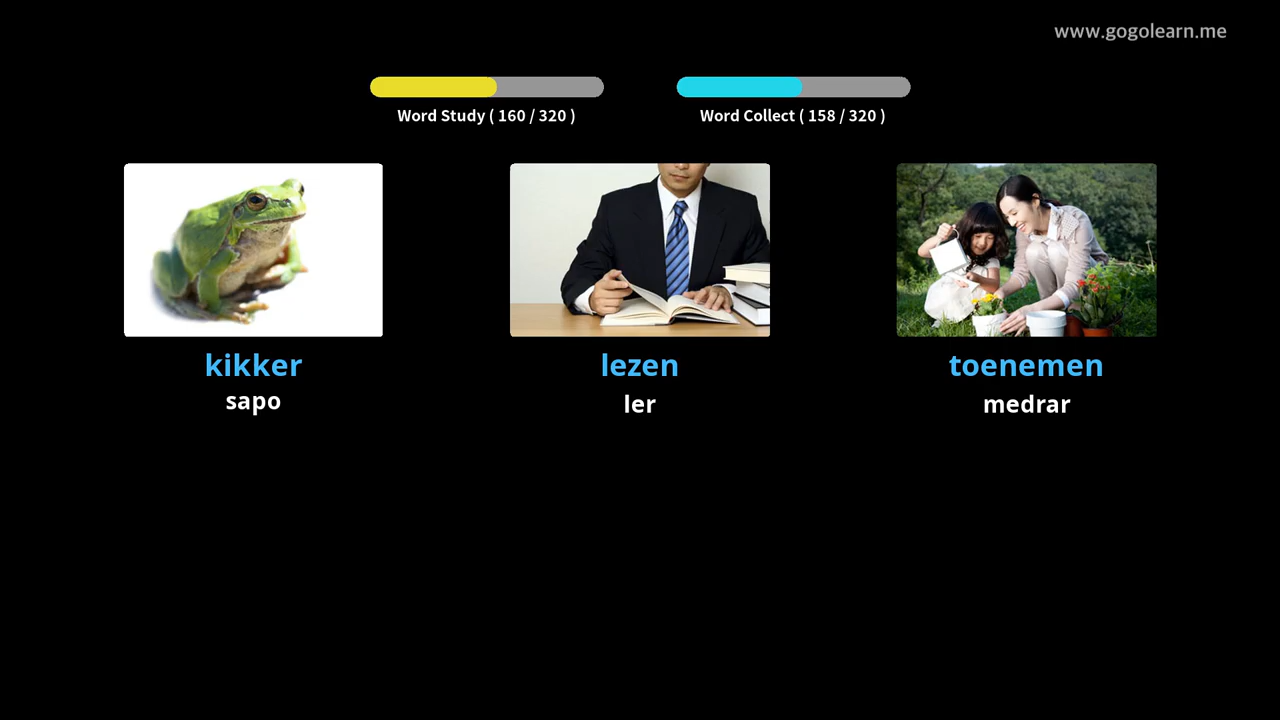 www.gogolearn.me
Word Study ( 160 / 320 )
Word Collect ( 158 / 320 )
kikker
sapo
lezen
ler
toenemen
medrar